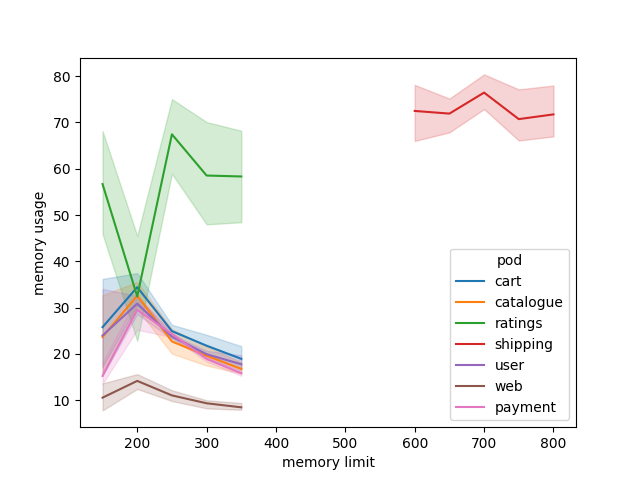 80
70
60
50
40
30
20
10
memory usage
200
300
400
500
600
700
800
memory limit
pod
cart
catalogue
ratings
shipping
user
web
payment